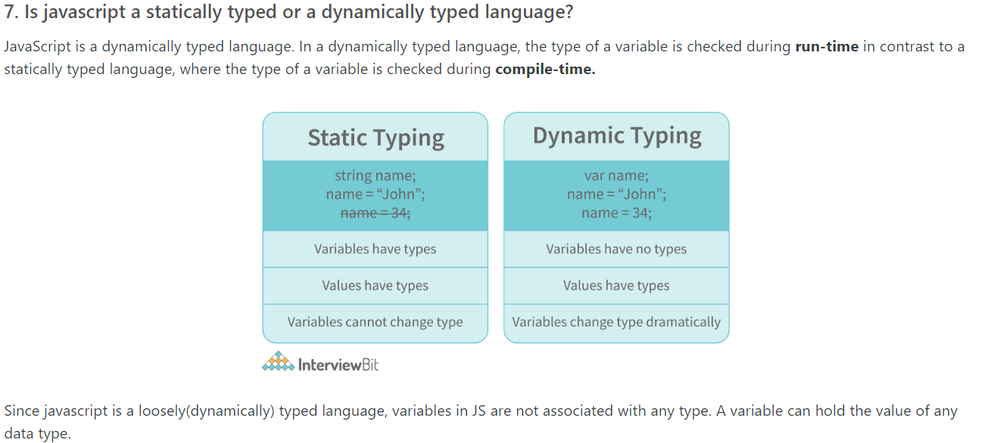 7. Is javascript a statically typed or a dynamically typed language?
JavaScript is a dynamically typed language. In a dynamically typed language, the type of a variable is checked during run-time in contrast to a
statically typed language, where the type of a variable is checked during compile-time.
Static Typing
string name;
name = “John”;
name = 34;
Variables have types
Values have types
Variables cannot change type
Dynamic Typing
var name;
name = “John”;
name = 34;
Variables have no types
Values have types
Variables change type dramatically
InterviewBit
Since javascript is a loosely(dynamically) typed language, variables in JS are not associated with any type. A variable can hold the value of any
data type.